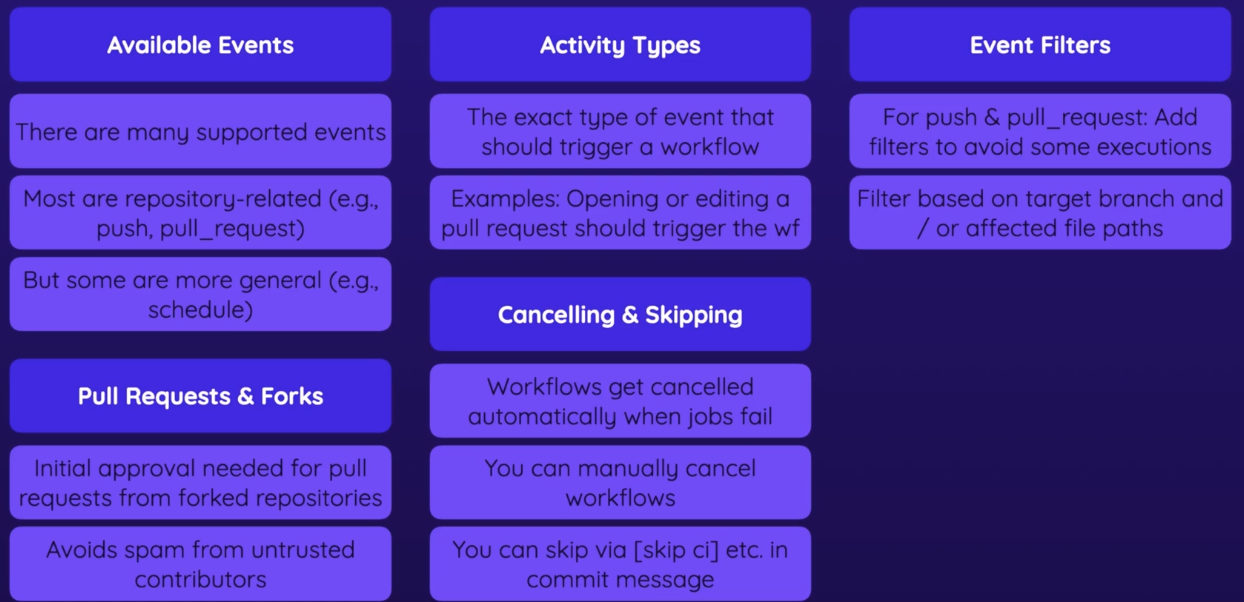 Available Events
There are many supported events
Most are repository-related (e.g.,
push, pull_request)
But some are more general (e.g.,
schedule)
Pull Requests & Forks
Initial approval needed for pull
requests from forked repositories
Avoids spam from untrusted
contributors
Activity Types
The exact type of event that
should trigger a workflow
Examples: Opening or editing a
pull request should trigger the wf
Cancelling & Skipping
Workflows get cancelled
automatically when jobs fail
You can manually cancel
workflows
You can skip via [skip ci] etc. in
commit message
Event Filters
For push & pull_request: Add
filters to avoid some executions
Filter based on target branch and
/ or affected file paths